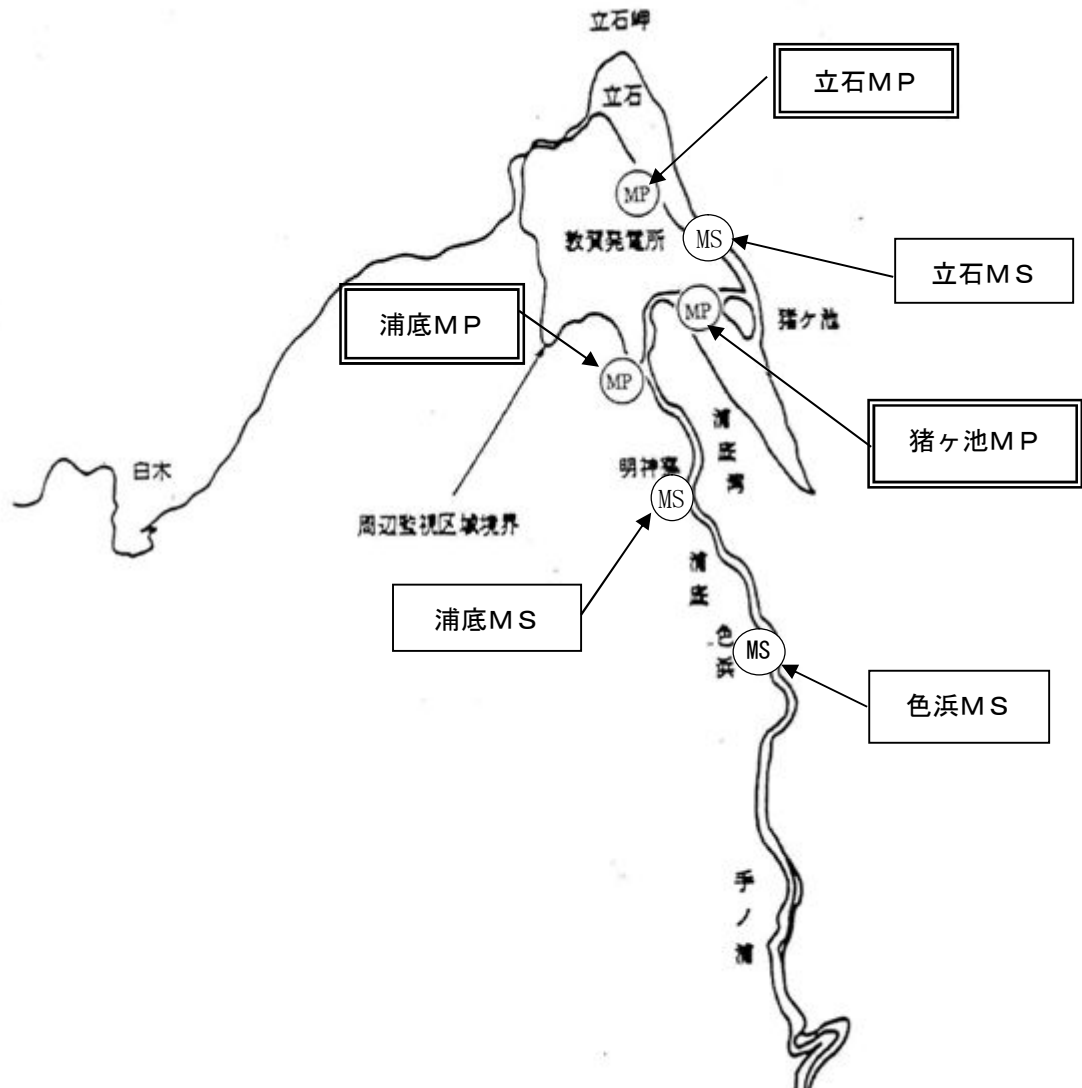 立石岬
立石MP
立石
MP
敦賀発電所
MS
立石MS
浦底MP
MP
猪ケ池
MP
猪ヶ池MP
浦底湾
白木
明神寮
MS
周辺監視区域境界
浦底
浦底MS
色浜
MS
色浜MS
手ノ浦